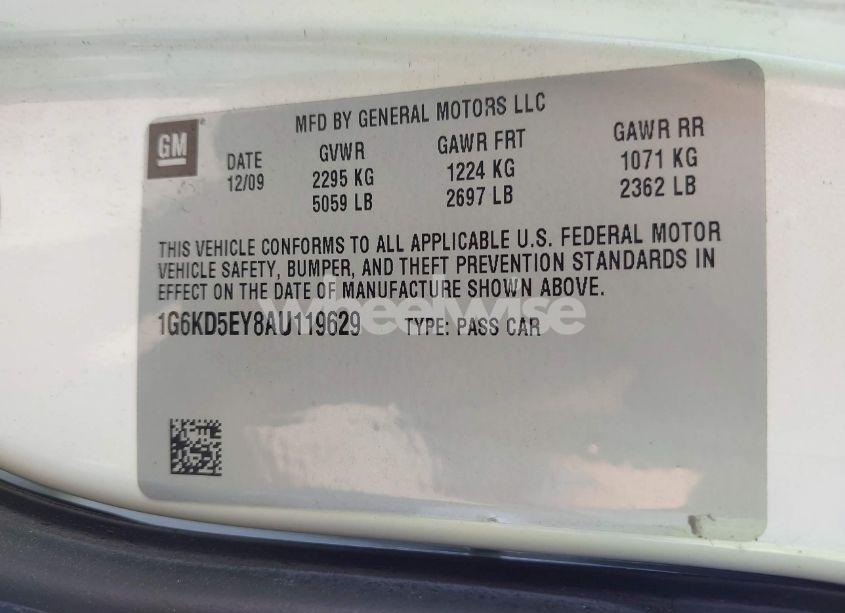 MFD BY GENERAL MOTORS LLC
GM
DATE GVWR GAWR FRT GAWR RR
12/09 2295 KG 1224 KG 1071 KG
5059 LB 2697 LB 2362 LB
THIS VEHICLE CONFORMS TO ALL APPLICABLE U.S. FEDERAL MOTOR
VEHICLE SAFETY, BUMPER, AND THEFT PREVENTION STANDARDS IN
EFFECT ON THE DATE OF MANUFACTURE SHOWN ABOVE.
1G6KD5EY8AU119629 TYPE: PASS CAR
WheelWise